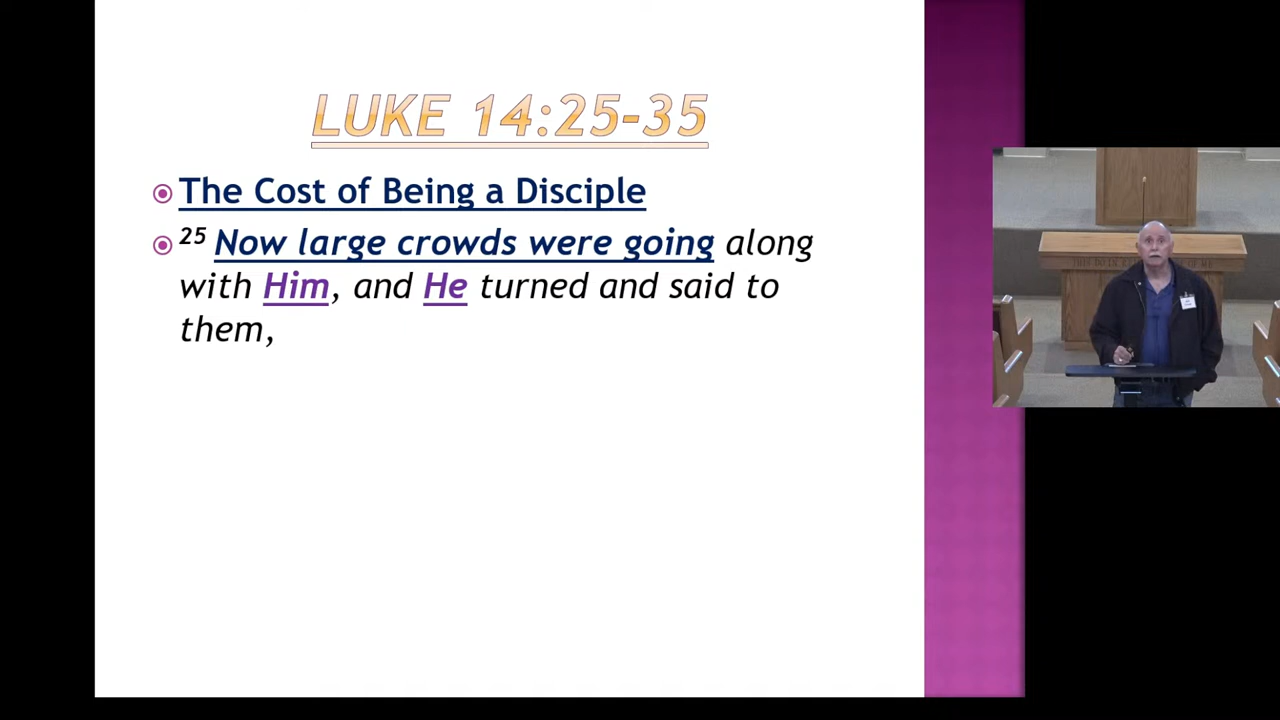 LUKE 14:25-35
The Cost of Being a Disciple
25 Now large crowds were going along
with Him, and He turned and said to
them,